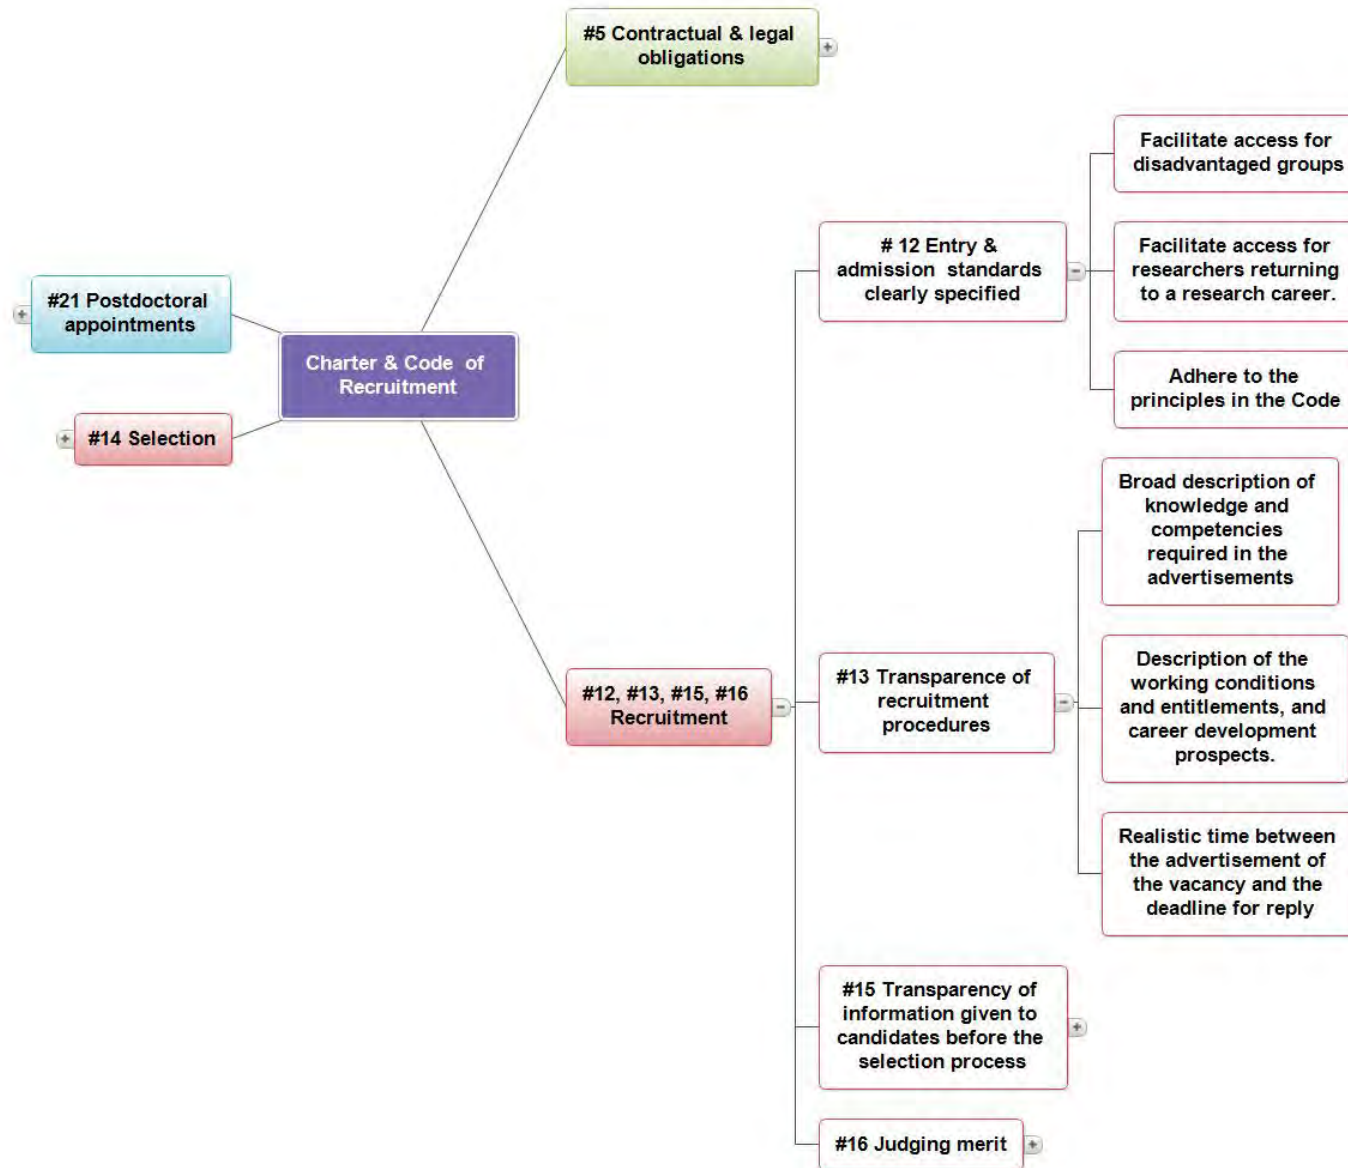 #5 Contractual & legal
obligations
#21 Postdoctoral
appointments
Charter & Code of
Recruitment
#14 Selection
#12, #13, #15, #16
Recruitment
# 12 Entry &
admission standards
clearly specified
Facilitate access for
disadvantaged groups
Facilitate access for
researchers returning
to a research career.
Adhere to the
principles in the Code
#13 Transparence of
recruitment
procedures
Broad description of
knowledge and
competencies
required in the
advertisements
Description of the
working conditions
and entitlements, and
career development
prospects.
Realistic time between
the advertisement of
the vacancy and the
deadline for reply
#15 Transparency of
information given to
candidates before the
selection process
#16 Judging merit